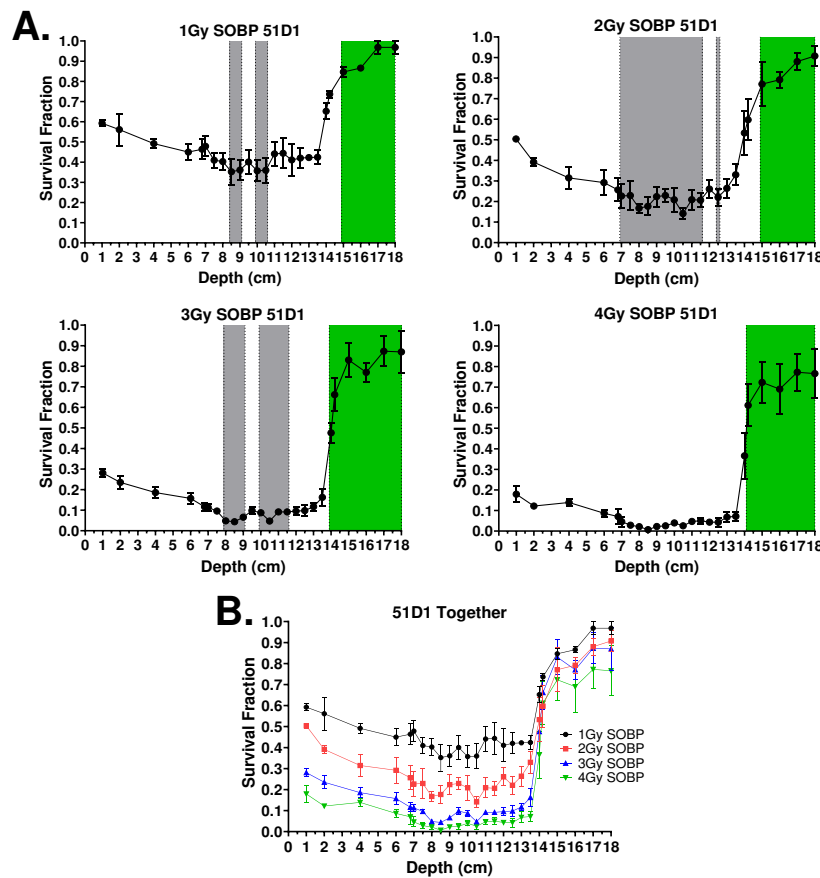 A.
1Gy SOBP 51D1
2Gy SOBP 51D1
Survival Fraction
1.0
0.9
0.8
0.7
0.6
0.5
0.4
0.3
0.2
0.1
0.0
0 1 2 3 4 5 6 7 8 9 10 11 12 13 14 15 16 17 18
Depth (cm)
Survival Fraction
1.0
0.9
0.8
0.7
0.6
0.5
0.4
0.3
0.2
0.1
0.0
0 1 2 3 4 5 6 7 8 9 10 11 12 13 14 15 16 17 18
Depth (cm)
3Gy SOBP 51D1
4Gy SOBP 51D1
Survival Fraction
1.0
0.9
0.8
0.7
0.6
0.5
0.4
0.3
0.2
0.1
0.0
0 1 2 3 4 5 6 7 8 9 10 11 12 13 14 15 16 17 18
Depth (cm)
Survival Fraction
1.0
0.9
0.8
0.7
0.6
0.5
0.4
0.3
0.2
0.1
0.0
0 1 2 3 4 5 6 7 8 9 10 11 12 13 14 15 16 17 18
Depth (cm)
B.
51D1 Together
Survival Fraction
1.0
0.9
0.8
0.7
0.6
0.5
0.4
0.3
0.2
0.1
0.0
0 1 2 3 4 5 6 7 8 9 10 11 12 13 14 15 16 17 18
Depth (cm)
1Gy SOBP
2Gy SOBP
3Gy SOBP
4Gy SOBP